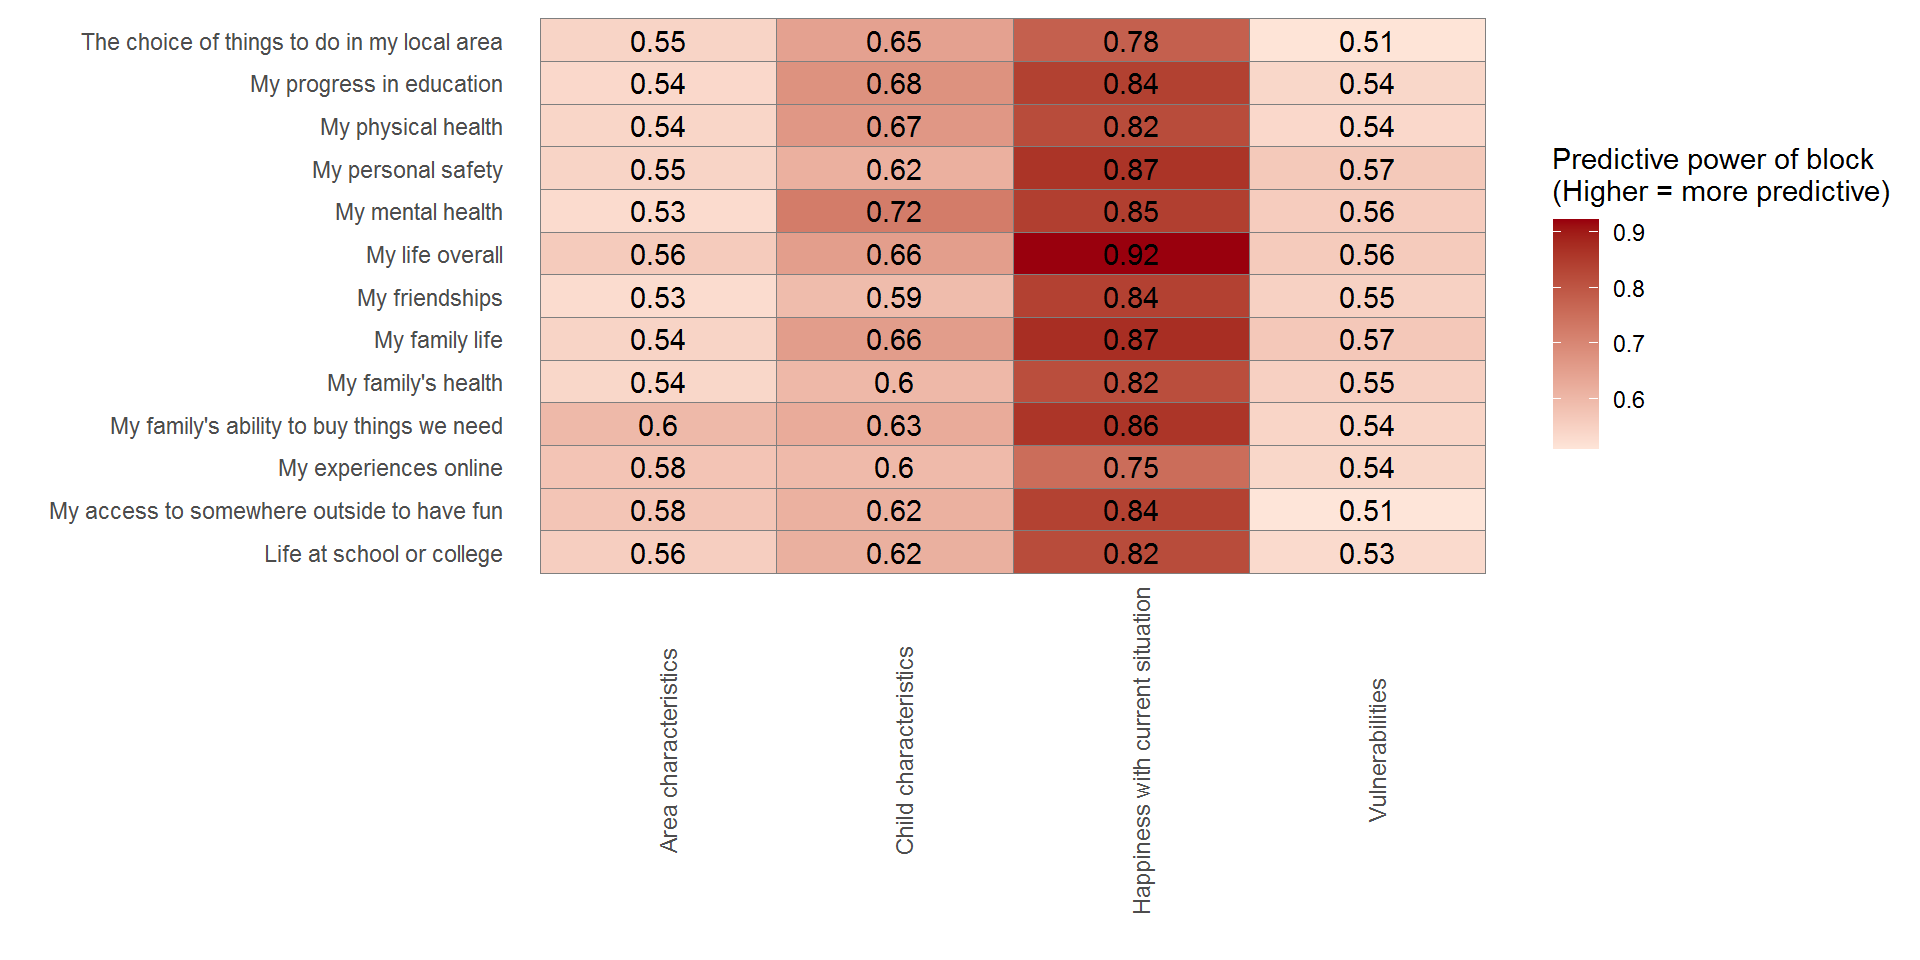 The choice of things to do in my local area 0.55 0.65 0.78 0.51
My progress in education 0.54 0.68 0.84 0.54
My physical health 0.54 0.67 0.82 0.54
My personal safety 0.55 0.62 0.87 0.57
My mental health 0.53 0.72 0.85 0.56
My life overall 0.56 0.66 0.92 0.56
My friendships 0.53 0.59 0.84 0.55
My family life 0.54 0.66 0.87 0.57
My family's health 0.54 0.6 0.82 0.55
My family's ability to buy things we need 0.6 0.63 0.86 0.54
My experiences online 0.58 0.6 0.75 0.54
My access to somewhere outside to have fun 0.58 0.62 0.84 0.51
Life at school or college 0.56 0.62 0.82 0.53
Area characteristics
Child characteristics
Happiness with current situation
Vulnerabilities
Predictive power of block
(Higher = more predictive)
0.9
0.8
0.7
0.6